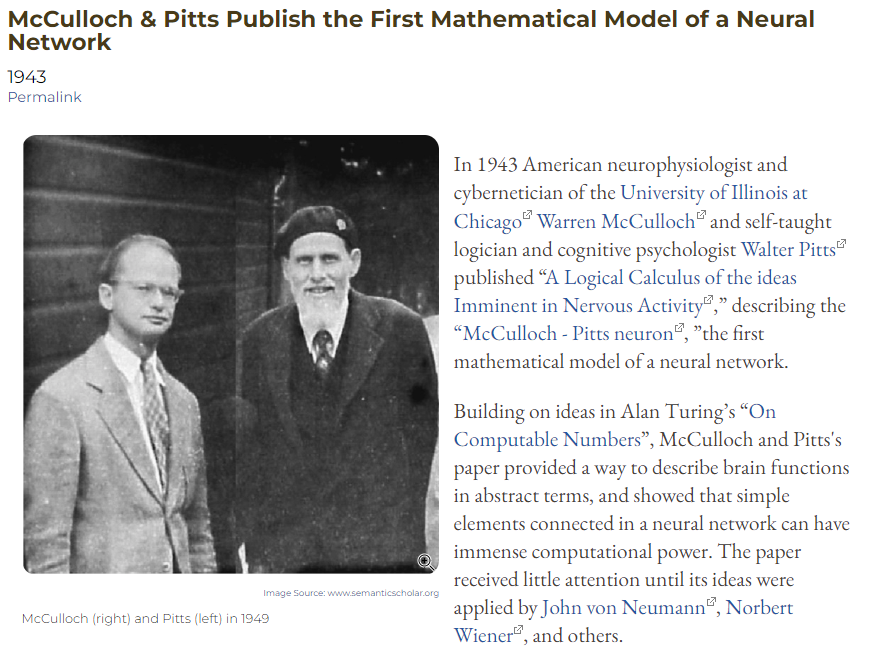 McCulloch & Pitts Publish the First Mathematical Model of a Neural
Network
1943
Permalink
In 1943 American neurophysiologist and
cybernetician of the University of Illinois at
Chicago Warren McCulloch and self-taught
logician and cognitive psychologist Walter Pitts
published “A Logical Calculus of the ideas
Imminent in Nervous Activity,” describing the
“McCulloch - Pitts neuron, ”the first
mathematical model of a neural network.
Building on ideas in Alan Turing’s “On
Computable Numbers”, McCulloch and Pitts's
paper provided a way to describe brain functions
in abstract terms, and showed that simple
elements connected in a neural network can have
immense computational power. The paper
received little attention until its ideas were
applied by John von Neumann, Norbert
Wiener, and others.
Image Source: www.semanticscholar.org
McCulloch (right) and Pitts (left) in 1949